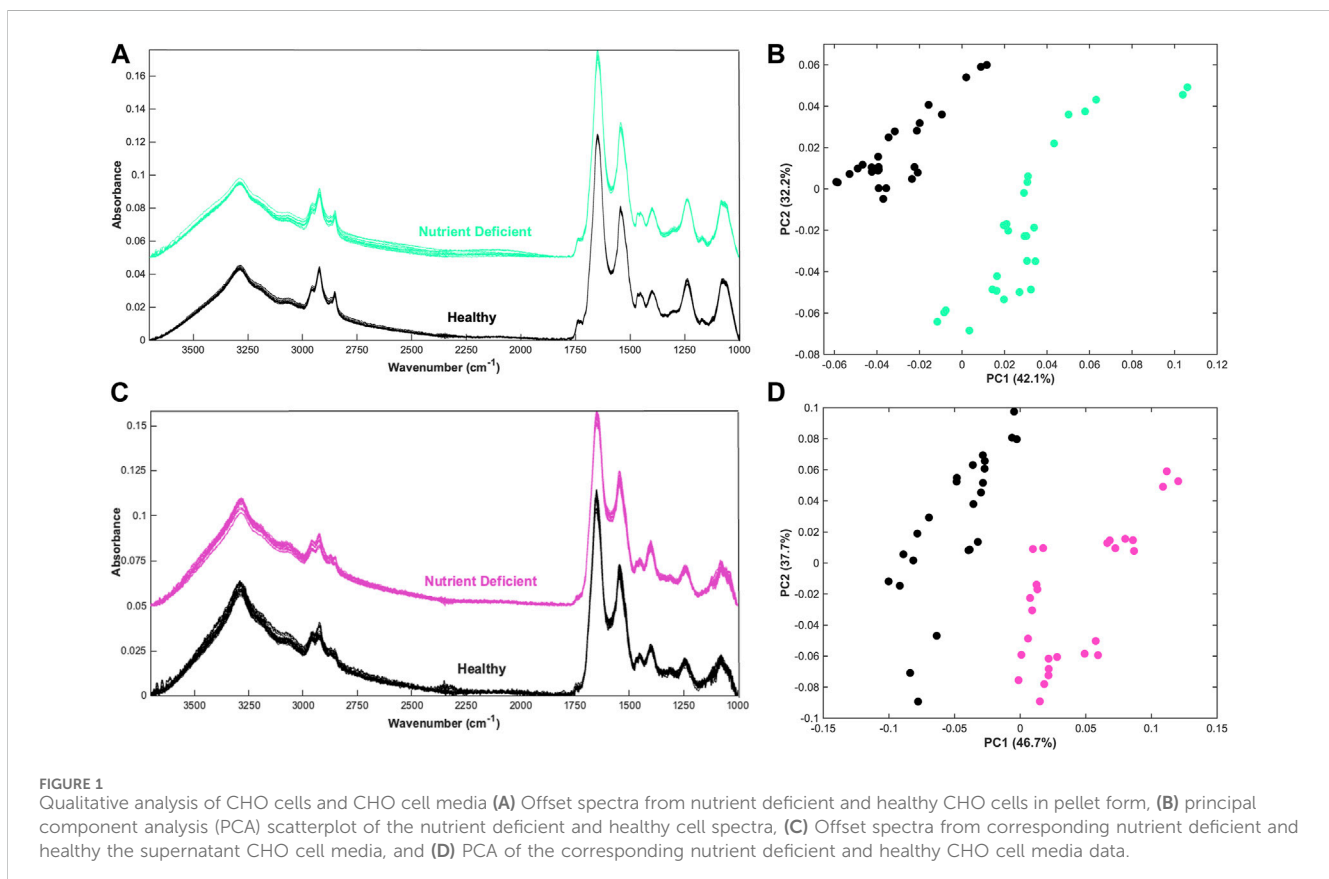 A
0.16
0.14
0.12
0.1
0.08
0.06
0.04
0.02
0
Absorbance
Nutrient Deficient
Healthy
3500 3250 3000 2750 2500 2250 2000 1750 1500 1250 1000
Wavenumber (cm-1)
B
0.06
0.04
0.02
0
-0.02
-0.04
-0.06
-0.08
PC2 (32.2%)
-0.06 -0.04 -0.02 0 0.02 0.04 0.06 0.08 0.1 0.12
PC1 (42.1%)
C
0.15
0.125
0.1
0.075
0.05
0.025
0
Absorbance
Nutrient Deficient
Healthy
3500 3250 3000 2750 2500 2250 2000 1750 1500 1250 1000
Wavenumber (cm-1)
D
0.1
0.08
0.06
0.04
0.02
0
-0.02
-0.04
-0.06
-0.08
-0.1
PC2 (37.7%)
-0.15 -0.1 -0.05 0 0.05 0.1 0.15
PC1 (46.7%)
FIGURE 1
Qualitative analysis of CHO cells and CHO cell media (A) Offset spectra from nutrient deficient and healthy CHO cells in pellet form, (B) principal
component analysis (PCA) scatterplot of the nutrient deficient and healthy cell spectra, (C) Offset spectra from corresponding nutrient deficient and
healthy the supernatant CHO cell media, and (D) PCA of the corresponding nutrient deficient and healthy CHO cell media data.